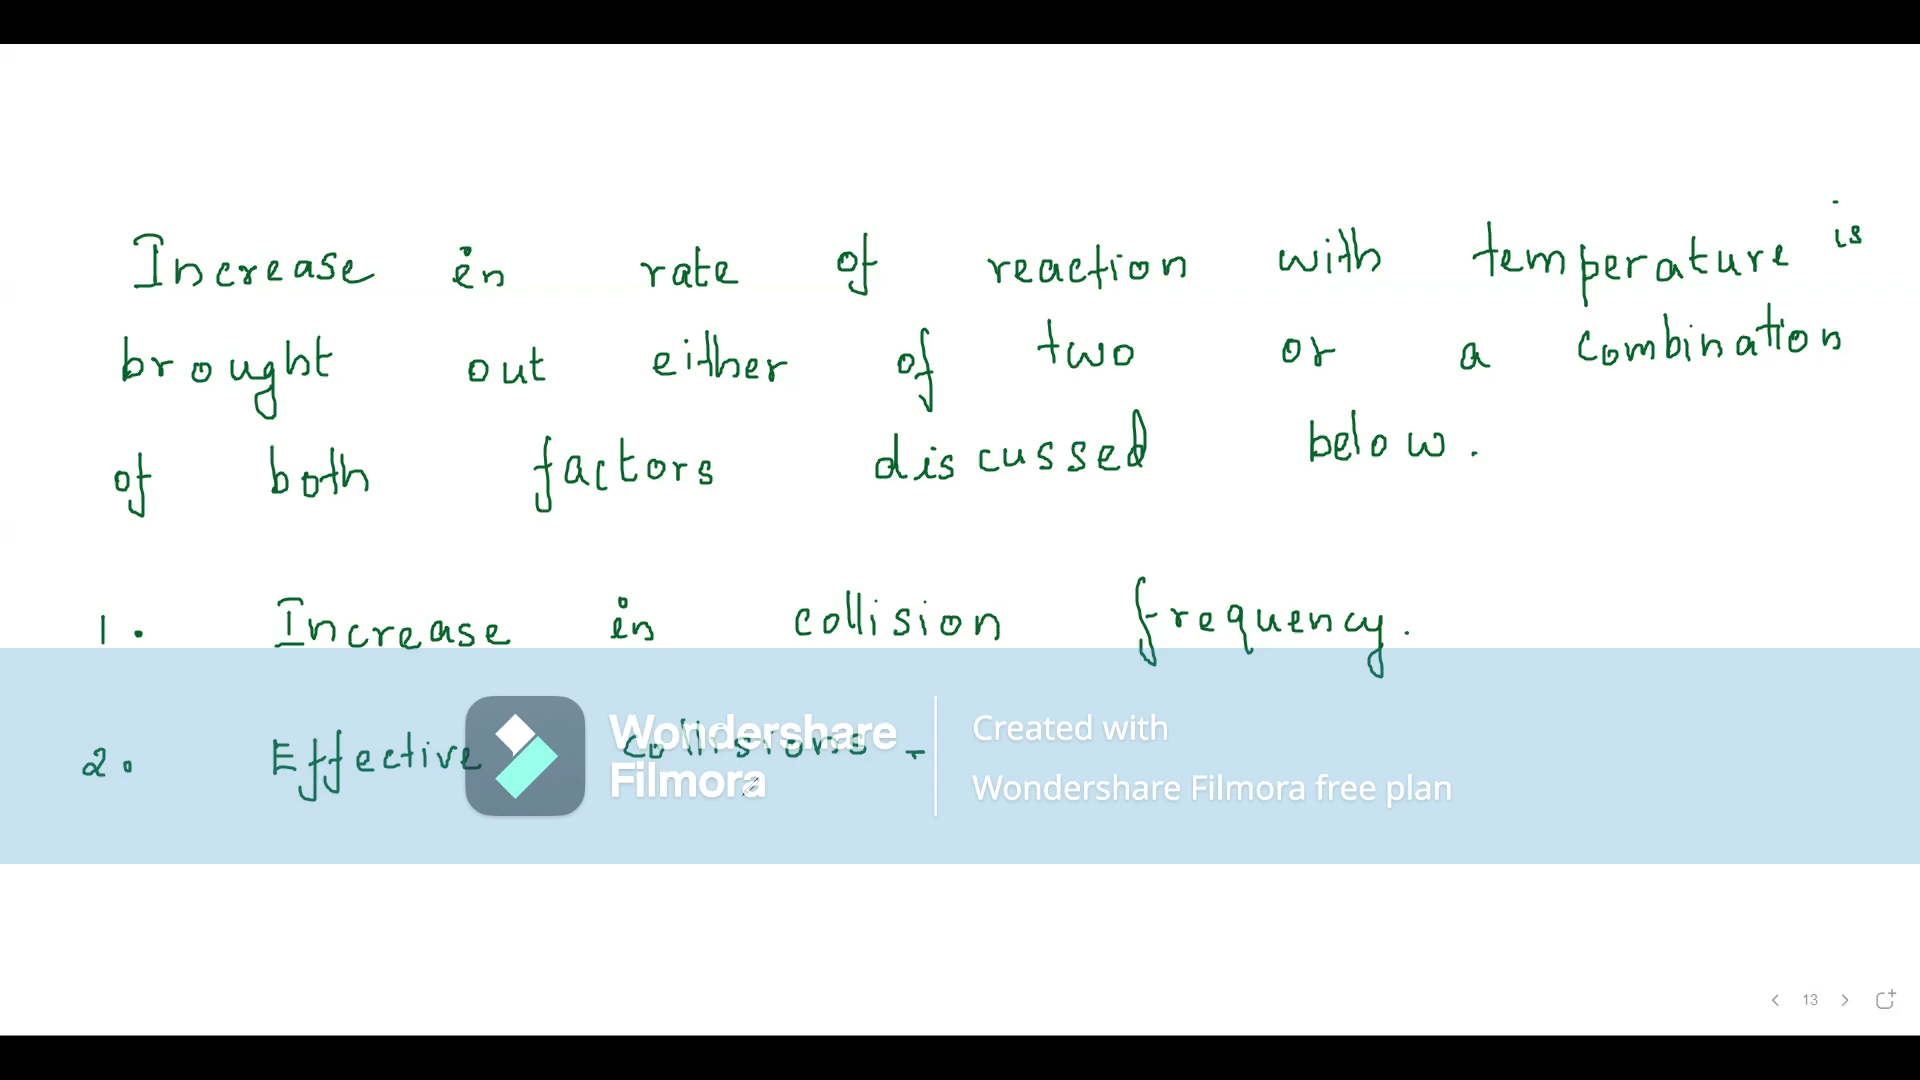 Increase in rate of reaction with temperature is
brought out either of two or a combination
of both factors discussed below.
1. Increase in collision frequency.
2. Effective collisions -
Wondershare
Filmora
Created with
Wondershare Filmora free plan
13